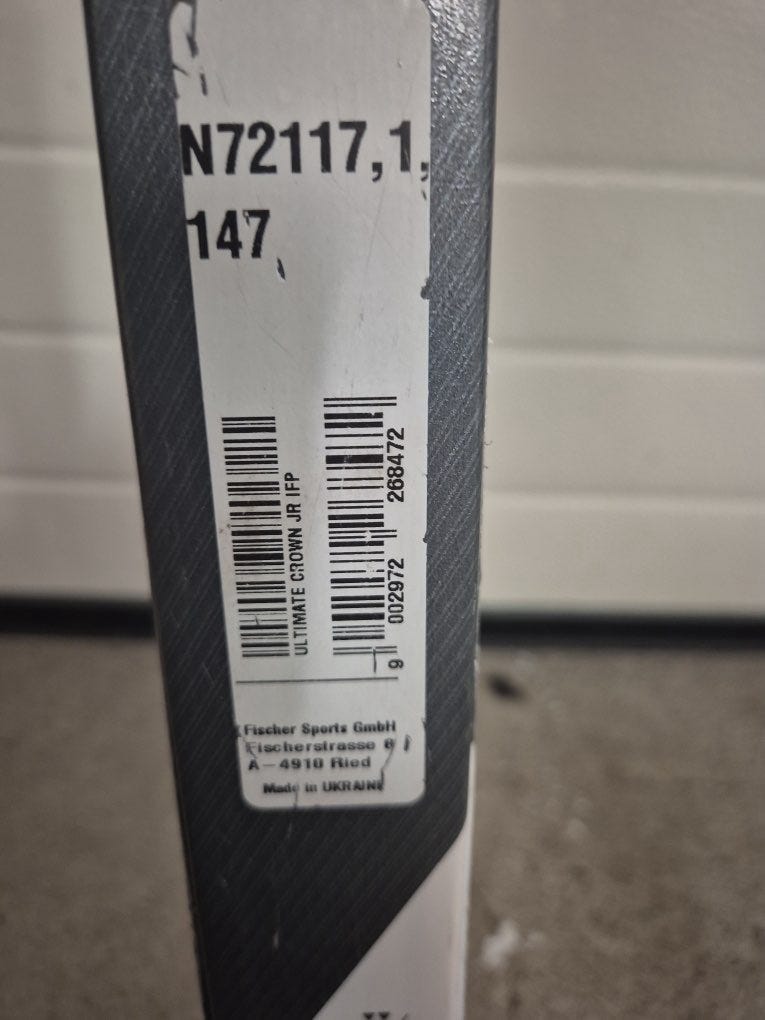 N72117,1,
147
ULTIMATE CROWN JR IFP
9 002972 268472
Fischer Sports GmbH
Fischerstrasse 8
A-4910 Ried
Made in UKRAINE